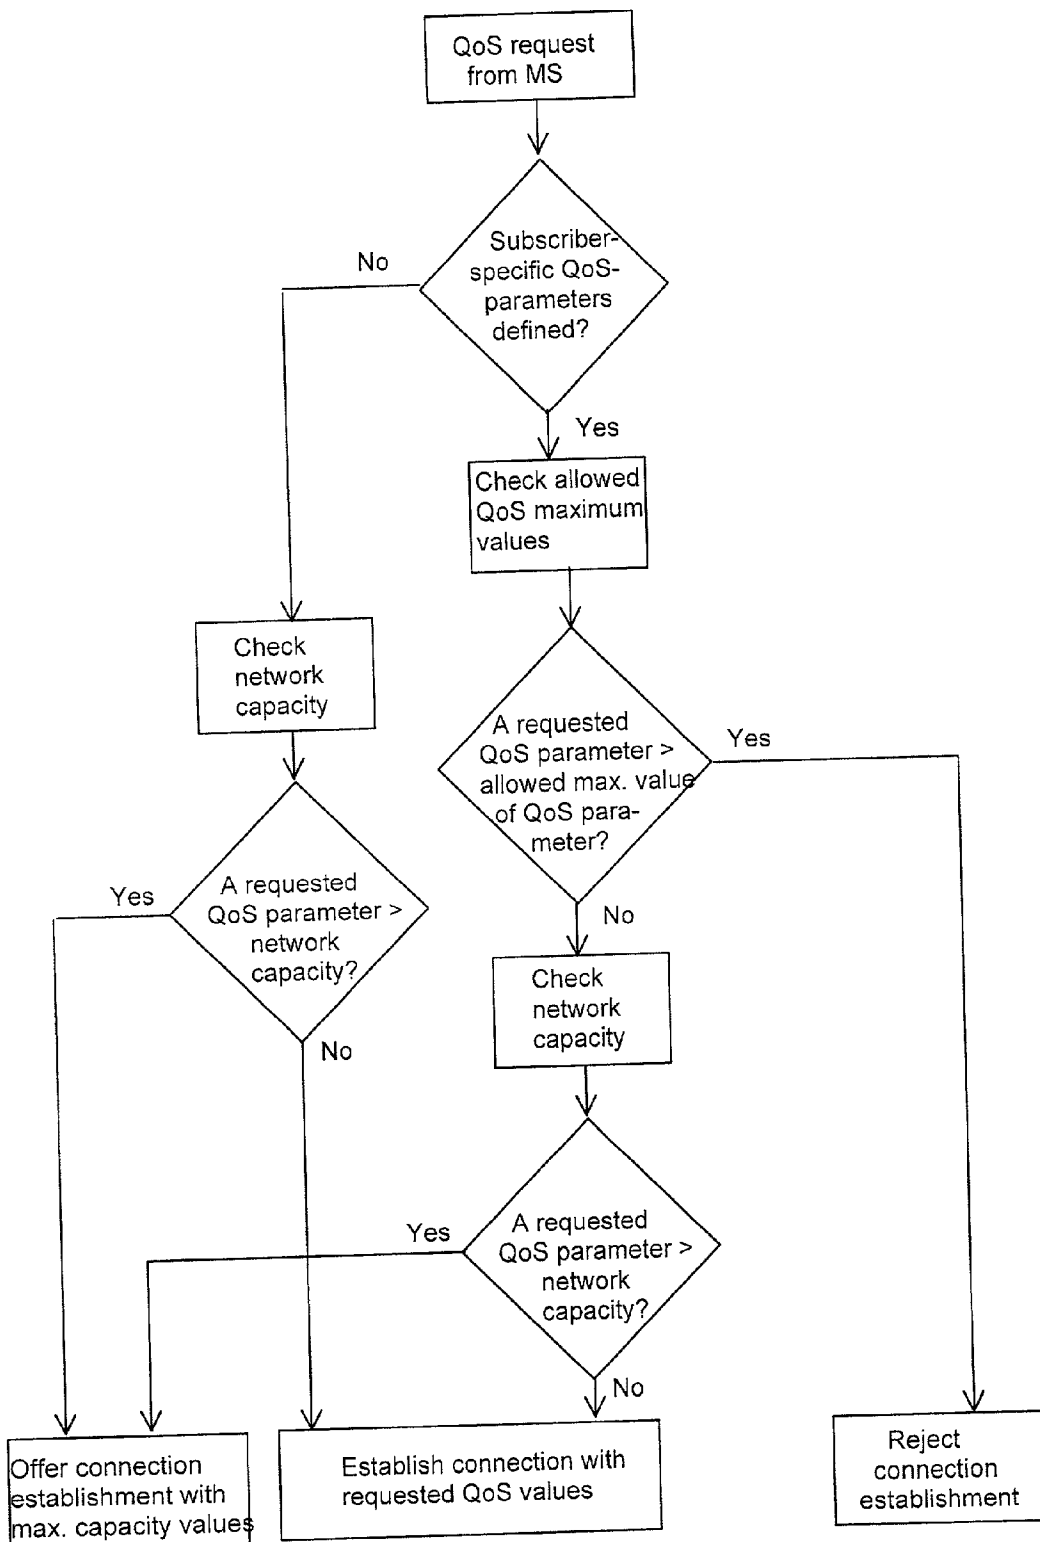 QoS request
from MS
No
Subscriber-
specific QoS-
parameters
defined?
Yes
Check allowed
QoS maximum
values
Check
network
capacity
A requested
QoS parameter >
allowed max. value
of QoS para-
meter?
Yes
Yes
A requested
QoS parameter >
network
capacity?
No
No
Check
network
capacity
Yes
A requested
QoS parameter >
network
capacity?
No
Offer connection
establishment with
max. capacity values
Establish connection with
requested QoS values
Reject
connection
establishment